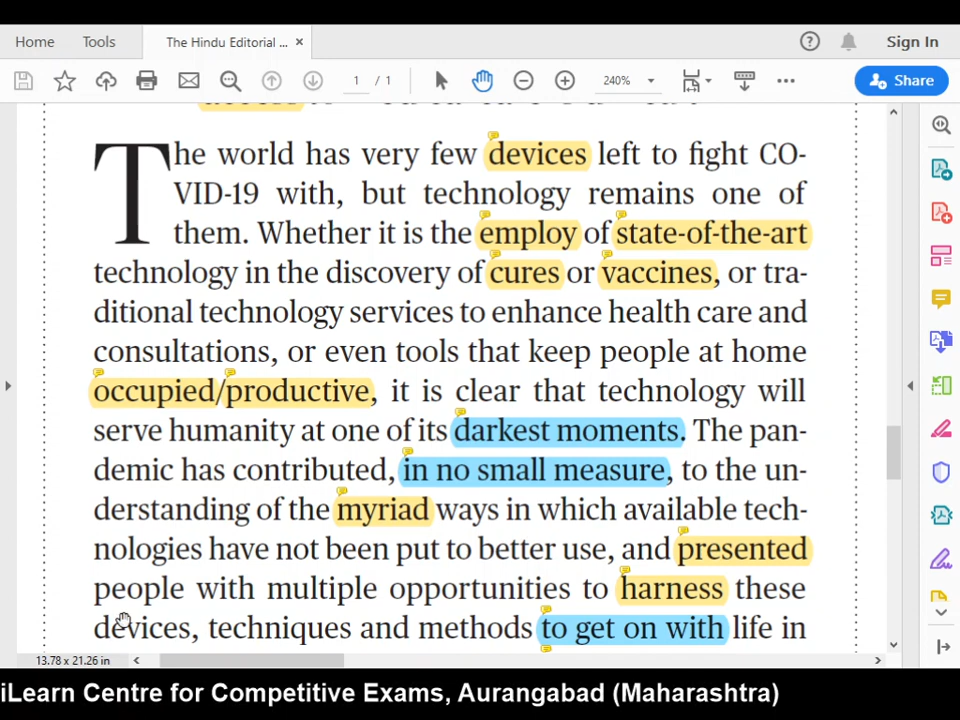 Home Tools The Hindu Editorial ... × Sign In
1 / 1 240% Share
The world has very few devices left to fight CO-
VID-19 with, but technology remains one of
them. Whether it is the employ of state-of-the-art
technology in the discovery of cures or vaccines, or tra-
ditional technology services to enhance health care and
consultations, or even tools that keep people at home
occupied/productive, it is clear that technology will
serve humanity at one of its darkest moments. The pan-
demic has contributed, in no small measure, to the un-
derstanding of the myriad ways in which available tech-
nologies have not been put to better use, and presented
people with multiple opportunities to harness these
devices, techniques and methods to get on with life in
13.78 x 21.26 in
iLearn Centre for Competitive Exams, Aurangabad (Maharashtra)